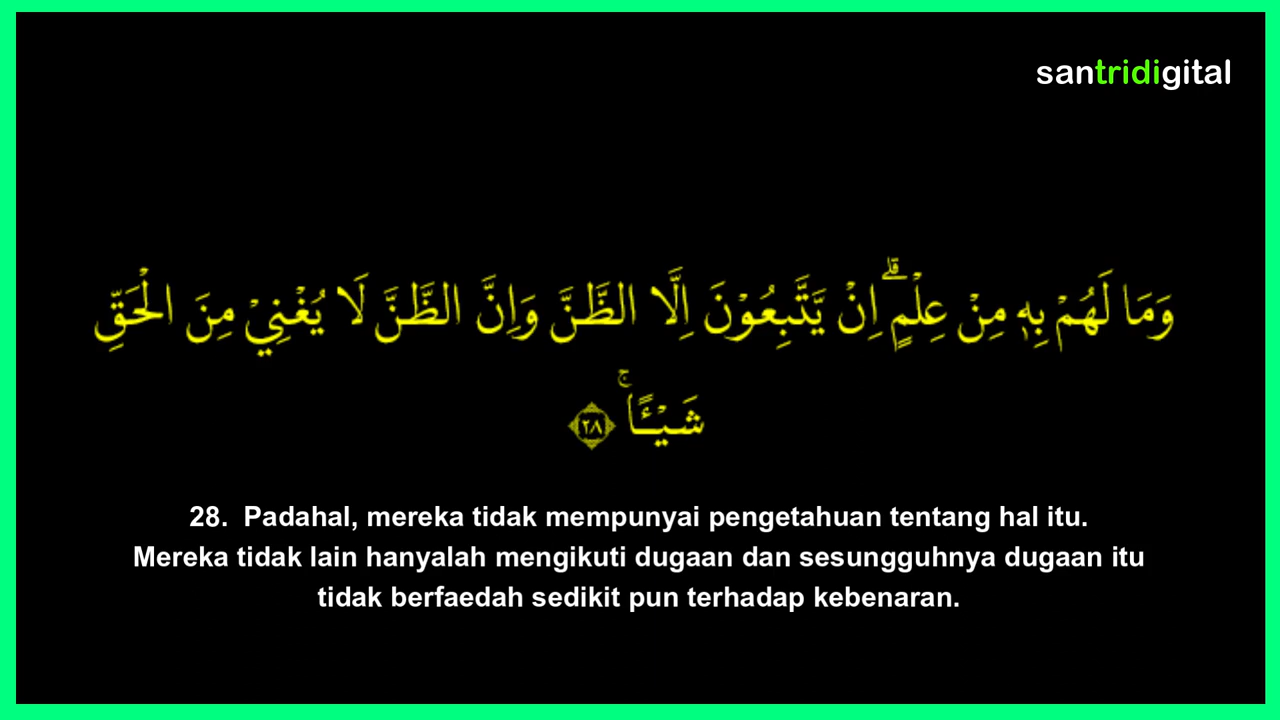 santridigital
وَمَا لَهُمْ بِهٖ مِنْ عِلْمٍۗ اِنْ يَّتَّبِعُوْنَ اِلَّا الظَّنَّ وَاِنَّ الظَّنَّ لَا يُغْنِيْ مِنَ الْحَقِّ
شَيْـًٔاۚ ٢٨
28. Padahal, mereka tidak mempunyai pengetahuan tentang hal itu.
Mereka tidak lain hanyalah mengikuti dugaan dan sesungguhnya dugaan itu
tidak berfaedah sedikit pun terhadap kebenaran.